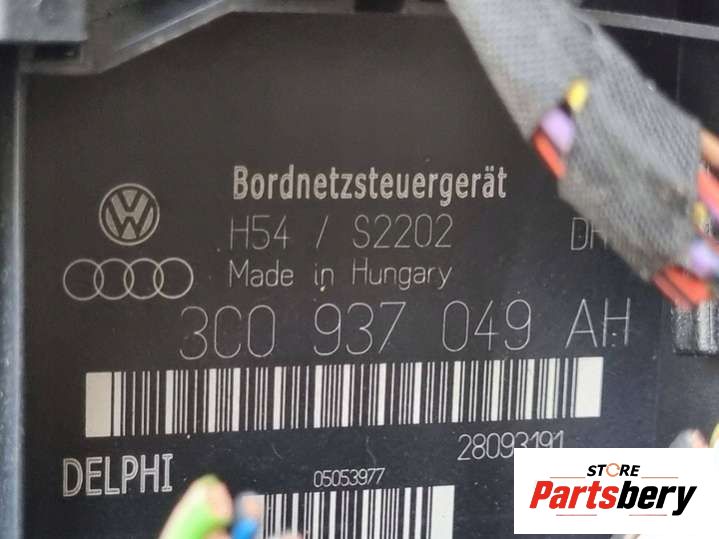 Bordnetzsteuergerät
H54 / S2202
Made in Hungary
3C0 937 049 AH
28093191
DELPHI
05053977
STORE
Partsbery